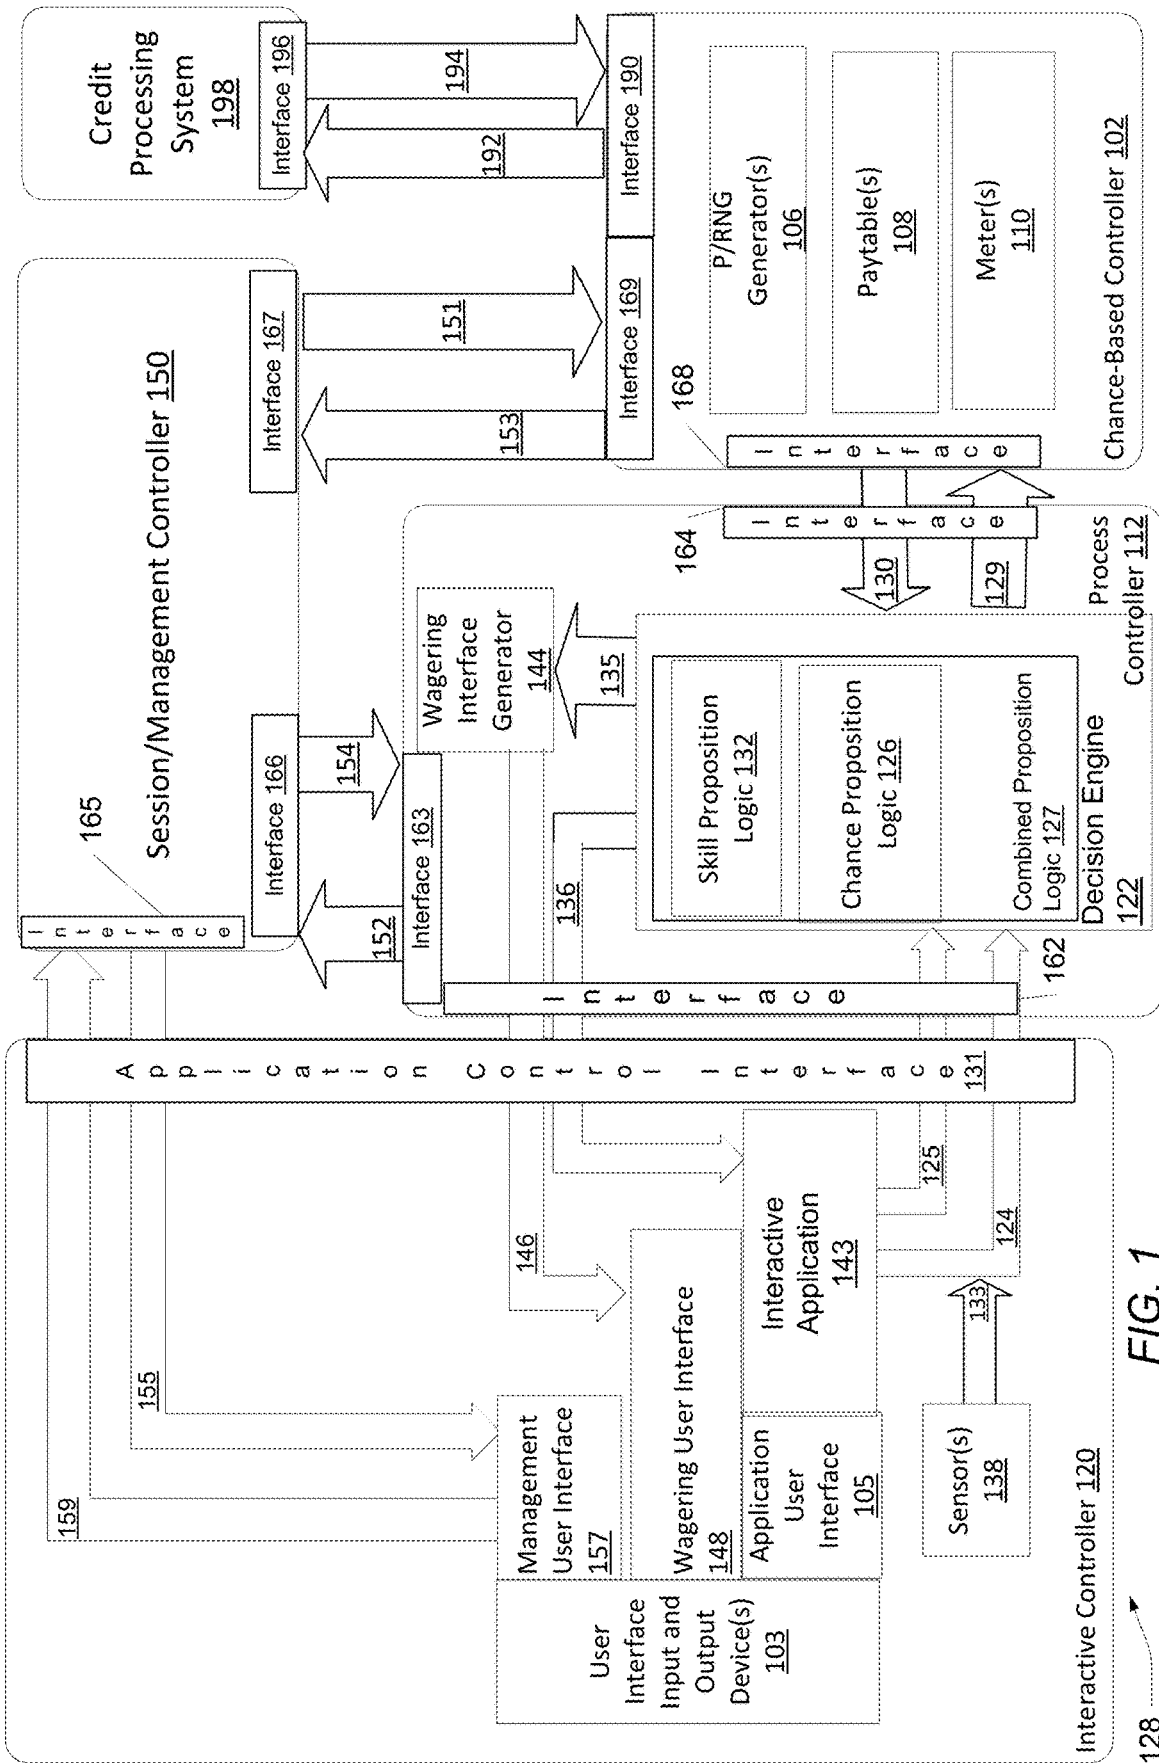 128
Interactive Controller 120
User
Interface
Input and
Output
Device(s)
103
Management
User Interface
157
Wagering User Interface
148
Application
User
Interface
105
Interactive
Application
143
Sensor(s)
138
133
159
155
146
136
125
124
Application Control Interface 131
Interface
165
Session/Management Controller 150
Interface 166
Interface 167
152
154
153
151
Interface 163
Interface
162
Wagering
Interface
Generator
144
135
Skill Proposition
Logic 132
Chance Proposition
Logic 126
Combined Proposition
Logic 127
Decision Engine
122
Process
Controller 112
130
129
Interface
164
Interface
168
Credit
Processing
System
198
Interface 196
192
194
Interface 169
Interface 190
P/RNG
Generator(s)
106
Paytable(s)
108
Meter(s)
110
Chance-Based Controller 102
FIG. 1